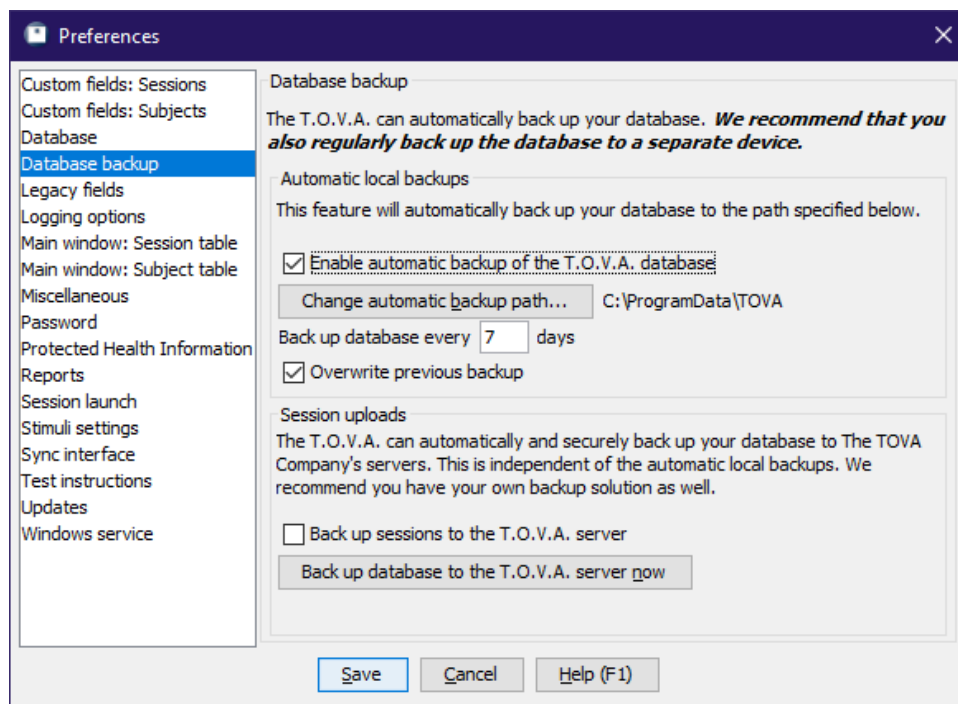 Preferences
Custom fields: Sessions
Custom fields: Subjects
Database
Database backup
Legacy fields
Logging options
Main window: Session table
Main window: Subject table
Miscellaneous
Password
Protected Health Information
Reports
Session launch
Stimuli settings
Sync interface
Test instructions
Updates
Windows service
Database backup
The T.O.V.A. can automatically back up your database. We recommend that you
also regularly back up the database to a separate device.
Automatic local backups
This feature will automatically back up your database to the path specified below.
Enable automatic backup of the T.O.V.A. database
Change automatic backup path... C:\ProgramData\TOVA
Back up database every 7 days
Overwrite previous backup
Session uploads
The T.O.V.A. can automatically and securely back up your database to The TOVA
Company's servers. This is independent of the automatic local backups. We
recommend you have your own backup solution as well.
Back up sessions to the T.O.V.A. server
Back up database to the T.O.V.A. server now
Save Cancel Help (F1)